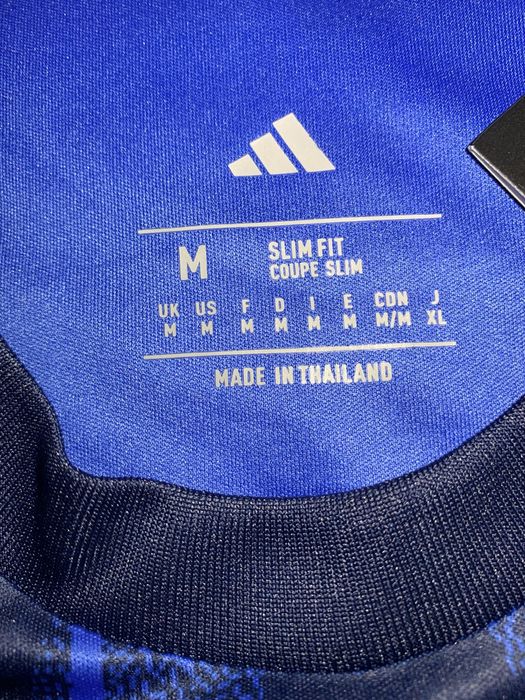 M SLIM FIT
COUPE SLIM
UK US F D I E CDN J
M M M M M M M/M XL
MADE IN THAILAND